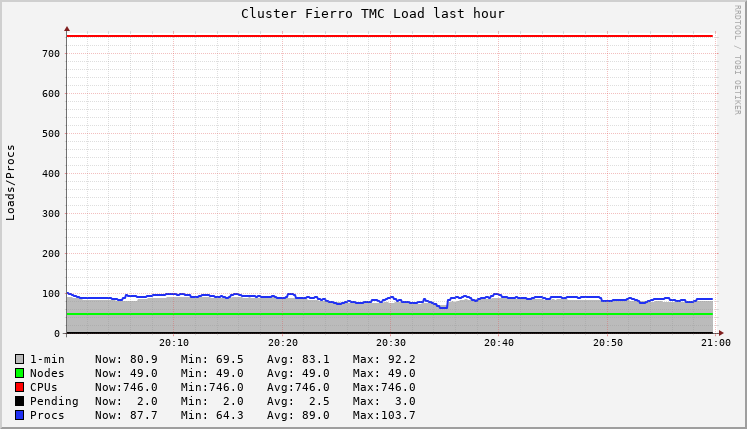 Cluster Fierro TMC Load last hour
RRDTOOL / TOBI OETIKER
Loads/Procs
700
600
500
400
300
200
100
0
20:10 20:20 20:30 20:40 20:50 21:00
1-min Now: 80.9 Min: 69.5 Avg: 83.1 Max: 92.2
Nodes Now: 49.0 Min: 49.0 Avg: 49.0 Max: 49.0
CPUs Now:746.0 Min:746.0 Avg:746.0 Max:746.0
Pending Now: 2.0 Min: 2.0 Avg: 2.5 Max: 3.0
Procs Now: 87.7 Min: 64.3 Avg: 89.0 Max:103.7